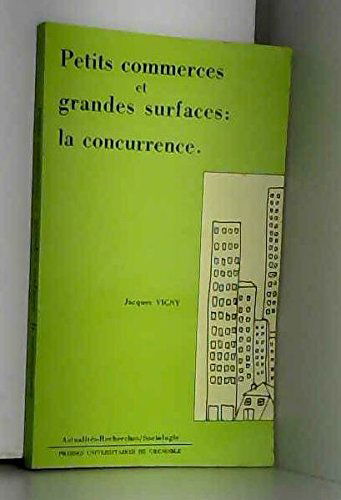 Petits commerces
et
grandes surfaces:
la concurrence.
Jacques VIGNY
Actualités-Recherches/Sociologie
PRESSES UNIVERSITAIRES DE GRENOBLE